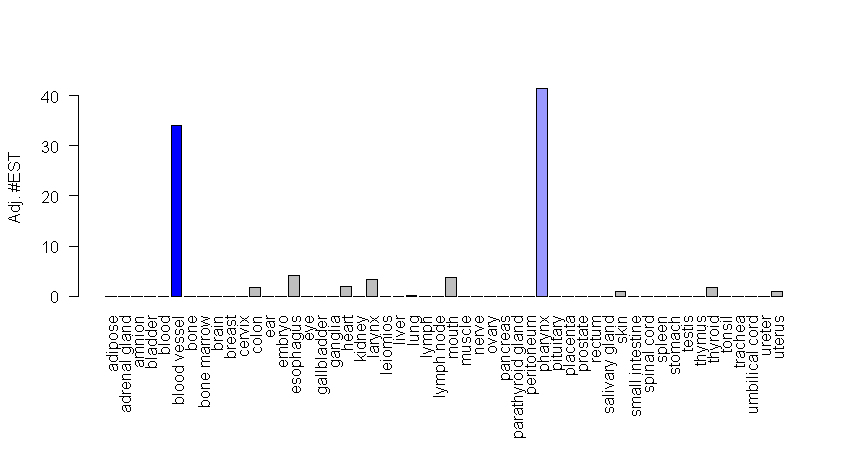 Adj. #EST
40
30
20
10
0
adipose
adrenal gland
amnion
bladder
blood
blood vessel
bone
bone marrow
brain
breast
cervix
colon
ear
embryo
esophagus
eye
gallbladder
ganglia
heart
kidney
larynx
leiomios
liver
lung
lymph
lymph node
mouth
muscle
nerve
ovary
pancreas
parathyroid gland
peritoneum
pharynx
pituitary
placenta
prostate
rectum
salivary gland
skin
small intestine
spinal cord
spleen
stomach
testis
thymus
thyroid
tonsil
trachea
umbilical cord
ureter
uterus